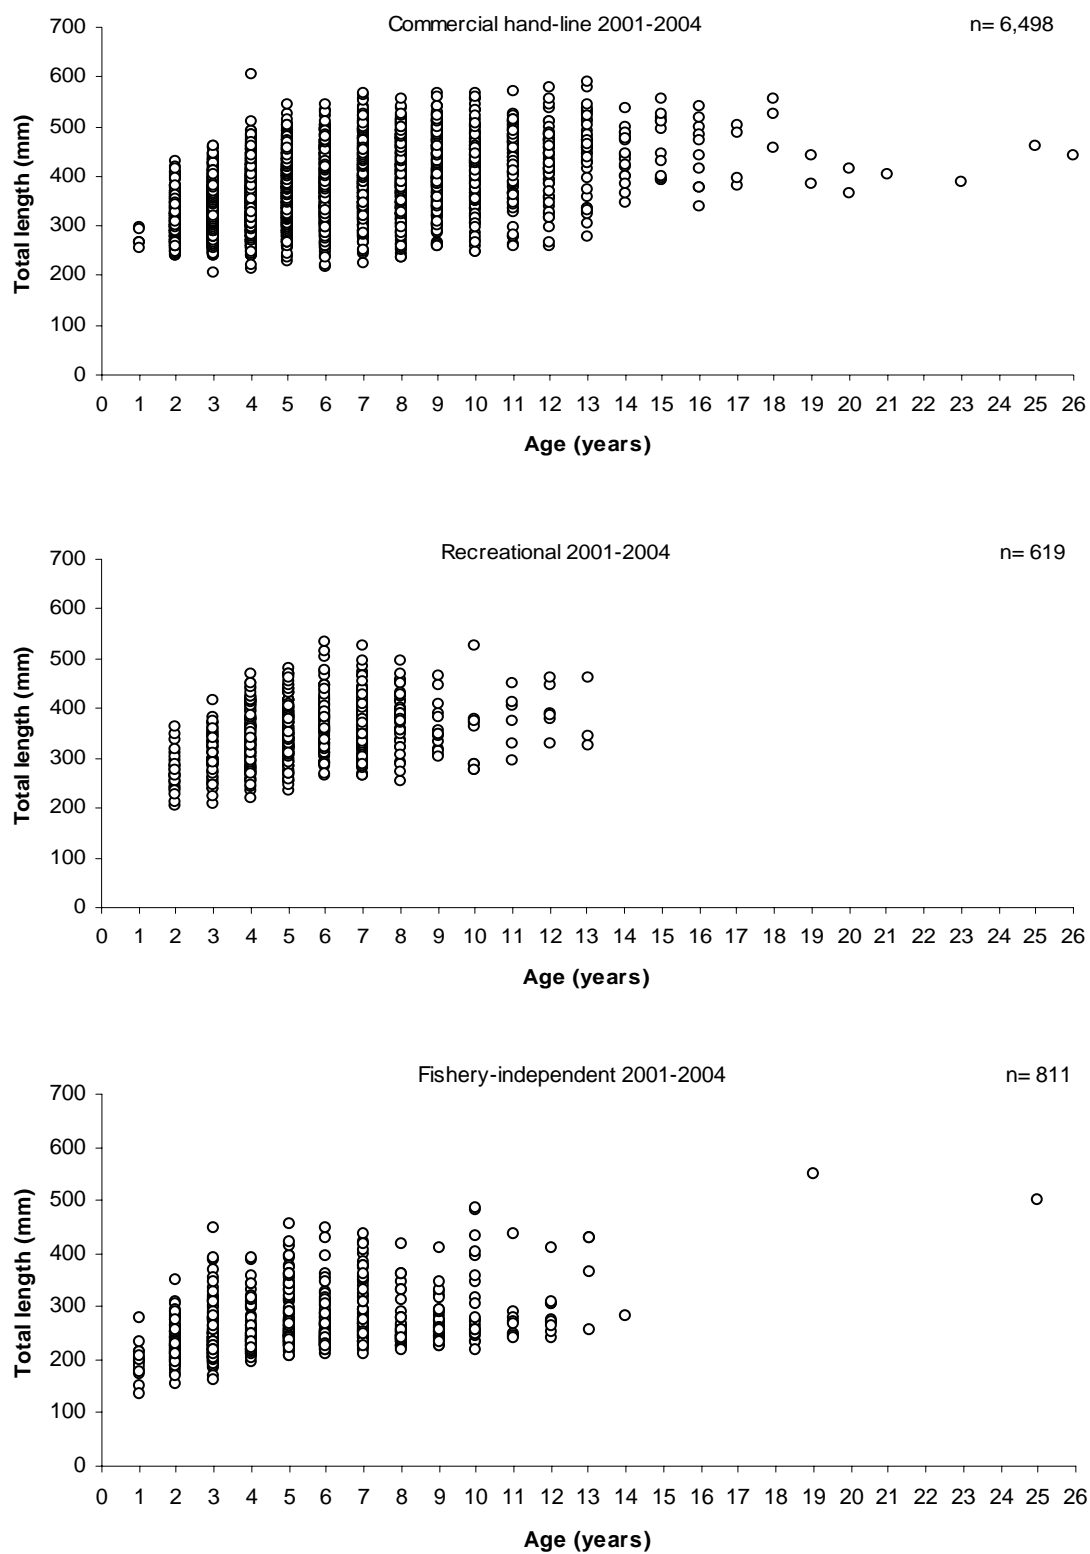 Commercial hand-line 2001-2004 n= 6,498
700
600
500
400
300
200
100
0
Total length (mm)
0 1 2 3 4 5 6 7 8 9 10 11 12 13 14 15 16 17 18 19 20 21 22 23 24 25 26
Age (years)
Recreational 2001-2004 n= 619
700
600
500
400
300
200
100
0
Total length (mm)
0 1 2 3 4 5 6 7 8 9 10 11 12 13 14 15 16 17 18 19 20 21 22 23 24 25 26
Age (years)
Fishery-independent 2001-2004 n= 811
700
600
500
400
300
200
100
0
Total length (mm)
0 1 2 3 4 5 6 7 8 9 10 11 12 13 14 15 16 17 18 19 20 21 22 23 24 25 26
Age (years)